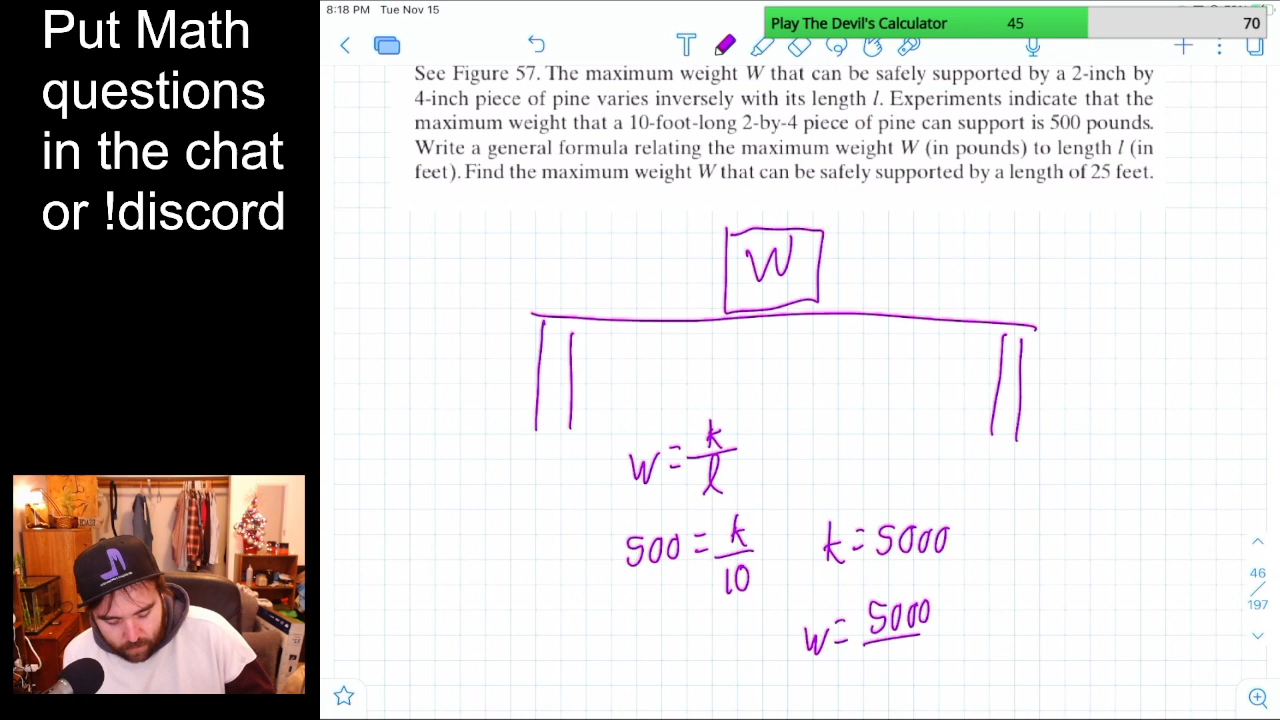 Put Math
questions
in the chat
or !discord
8:18 PM Tue Nov 15
Play The Devil's Calculator 45 70
T
See Figure 57. The maximum weight W that can be safely supported by a 2-inch by
4-inch piece of pine varies inversely with its length l. Experiments indicate that the
maximum weight that a 10-foot-long 2-by-4 piece of pine can support is 500 pounds.
Write a general formula relating the maximum weight W (in pounds) to length l (in
feet). Find the maximum weight W that can be safely supported by a length of 25 feet.
W
W = k/l
500 = k/10 k = 5000
W = 5000
46
/
197